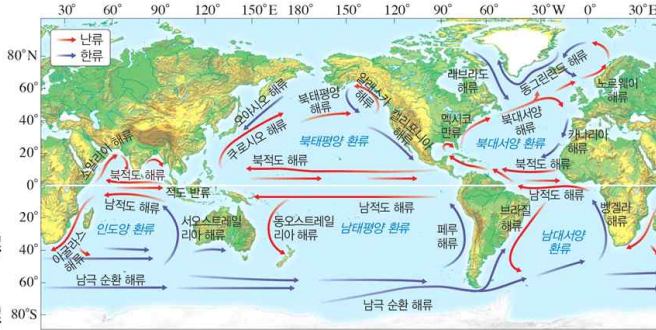 30° 60° 90° 120° 150°E 180° 150° 120° 90° 60° 30°W 0° 30°E
난류
한류
80°N
60
40
20
0
20
40
60
80°S
오야시오 해류
쿠로시오 해류
북태평양
해류
알래스카
해류
캘리포니아
해류
북태평양 환류
래브라도
해류
동그린란드 해류
노르웨이
해류
멕시코
만류
북대서양
해류
북대서양 환류
카나리아
해류
소말리아 해류
북적도 해류
북적도 해류
북적도 해류
적도 반류
남적도 해류
남적도 해류
남적도 해류
인도양 환류
서오스트레일
리아 해류
동오스트레일
리아 해류
남태평양 환류
페루
해류
브라질
해류
남대서양
환류
벵겔라
해류
아굴라스
해류
남극 순환 해류
남극 순환 해류